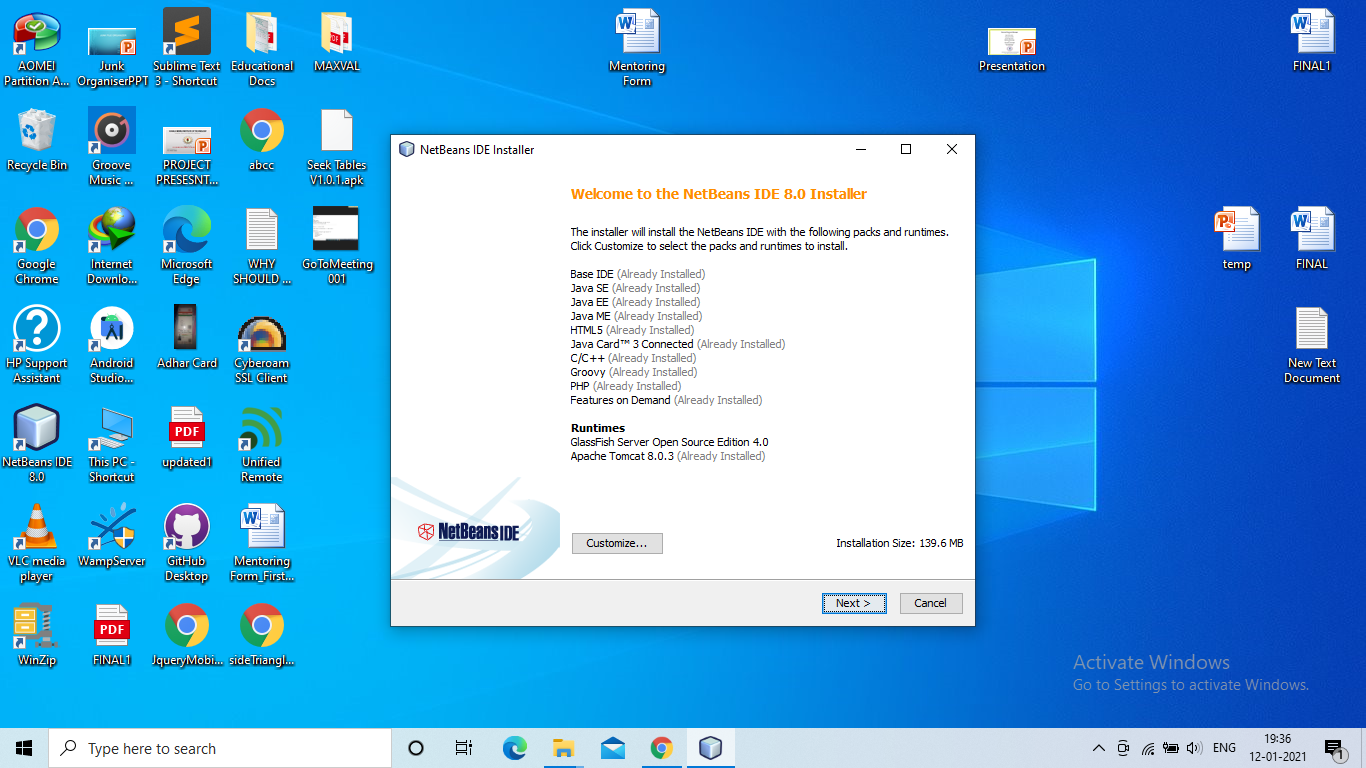 AOMEI
Partition A...
Junk
OrganiserPPT
Sublime Text
3 - Shortcut
Educational
Docs
MAXVAL
Mentoring
Form
Presentation
FINAL1
Recycle Bin
Groove
Music ...
PROJECT
PRESESNT...
abcc
Seek Tables
V1.0.1.apk
Google
Chrome
Internet
Downlo...
Microsoft
Edge
WHY
SHOULD ...
GoToMeeting
001
temp
FINAL
HP Support
Assistant
Android
Studio...
Adhar Card
Cyberoam
SSL Client
New Text
Document
NetBeans IDE
8.0
This PC -
Shortcut
PDF
updated1
Unified
Remote
VLC media
player
WampServer
GitHub
Desktop
Mentoring
Form_First...
WinZip
PDF
FINAL1
JqueryMobi...
sideTriangl...
NetBeans IDE Installer
Welcome to the NetBeans IDE 8.0 Installer
The installer will install the NetBeans IDE with the following packs and runtimes.
Click Customize to select the packs and runtimes to install.
Base IDE (Already Installed)
Java SE (Already Installed)
Java EE (Already Installed)
Java ME (Already Installed)
HTML5 (Already Installed)
Java Card™ 3 Connected (Already Installed)
C/C++ (Already Installed)
Groovy (Already Installed)
PHP (Already Installed)
Features on Demand (Already Installed)
Runtimes
GlassFish Server Open Source Edition 4.0
Apache Tomcat 8.0.3 (Already Installed)
NetBeans IDE
Customize...
Installation Size: 139.6 MB
Next >
Cancel
Activate Windows
Go to Settings to activate Windows.
Type here to search
ENG
19:36
12-01-2021
1